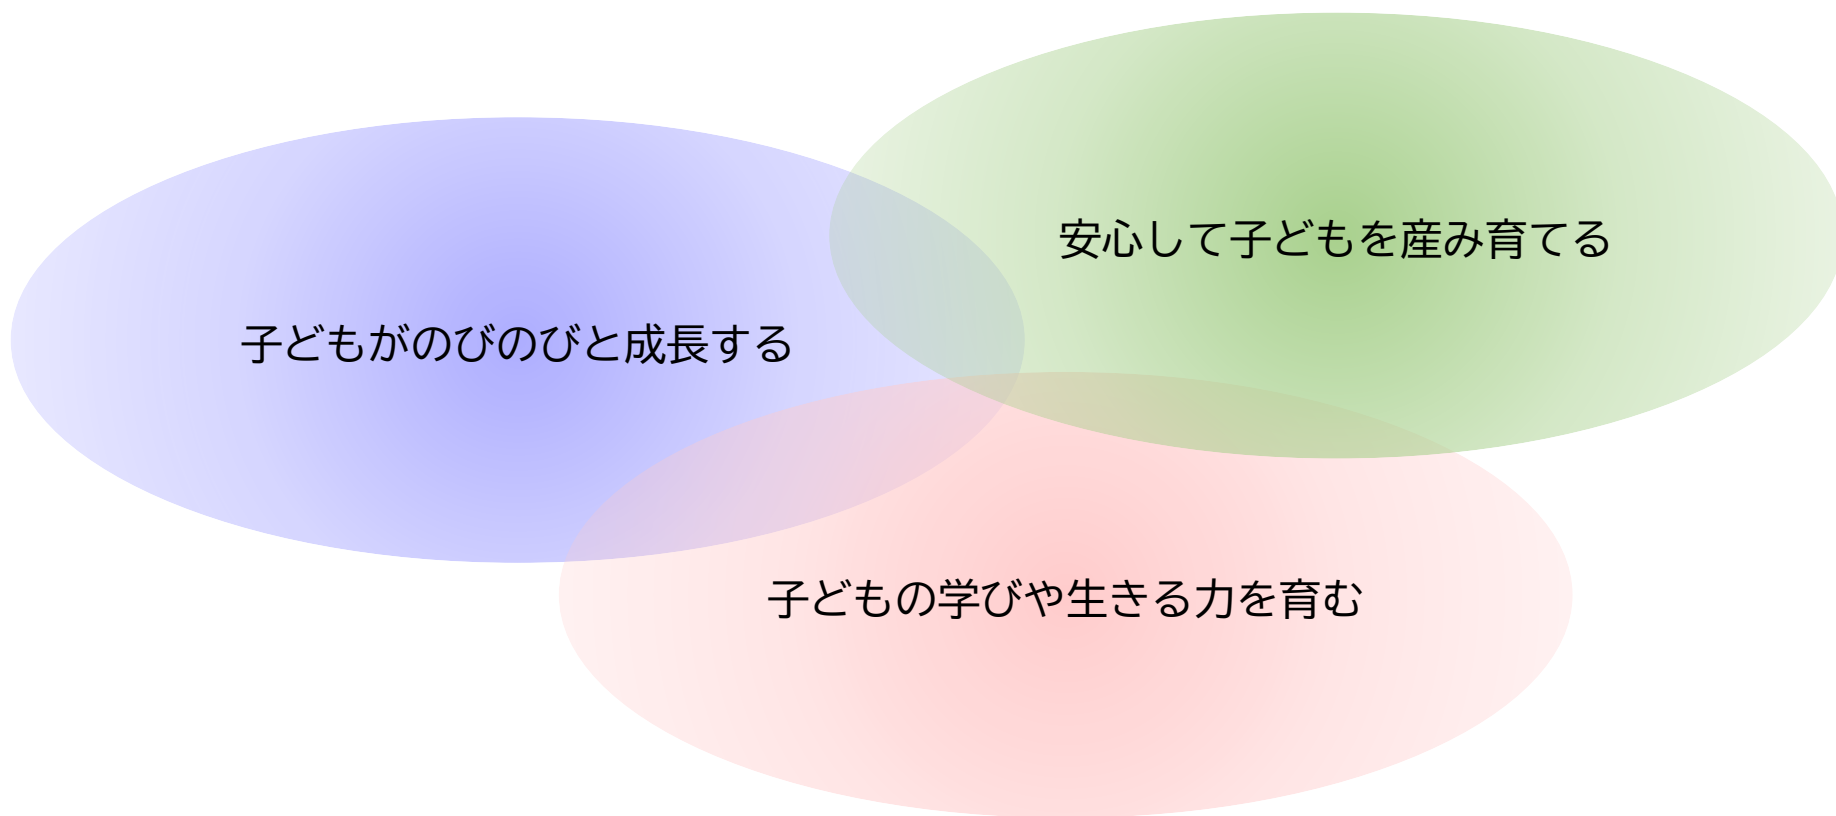 安心して子どもを産み育てる
子どもがのびのびと成長する
子どもの学びや生きる力を育む